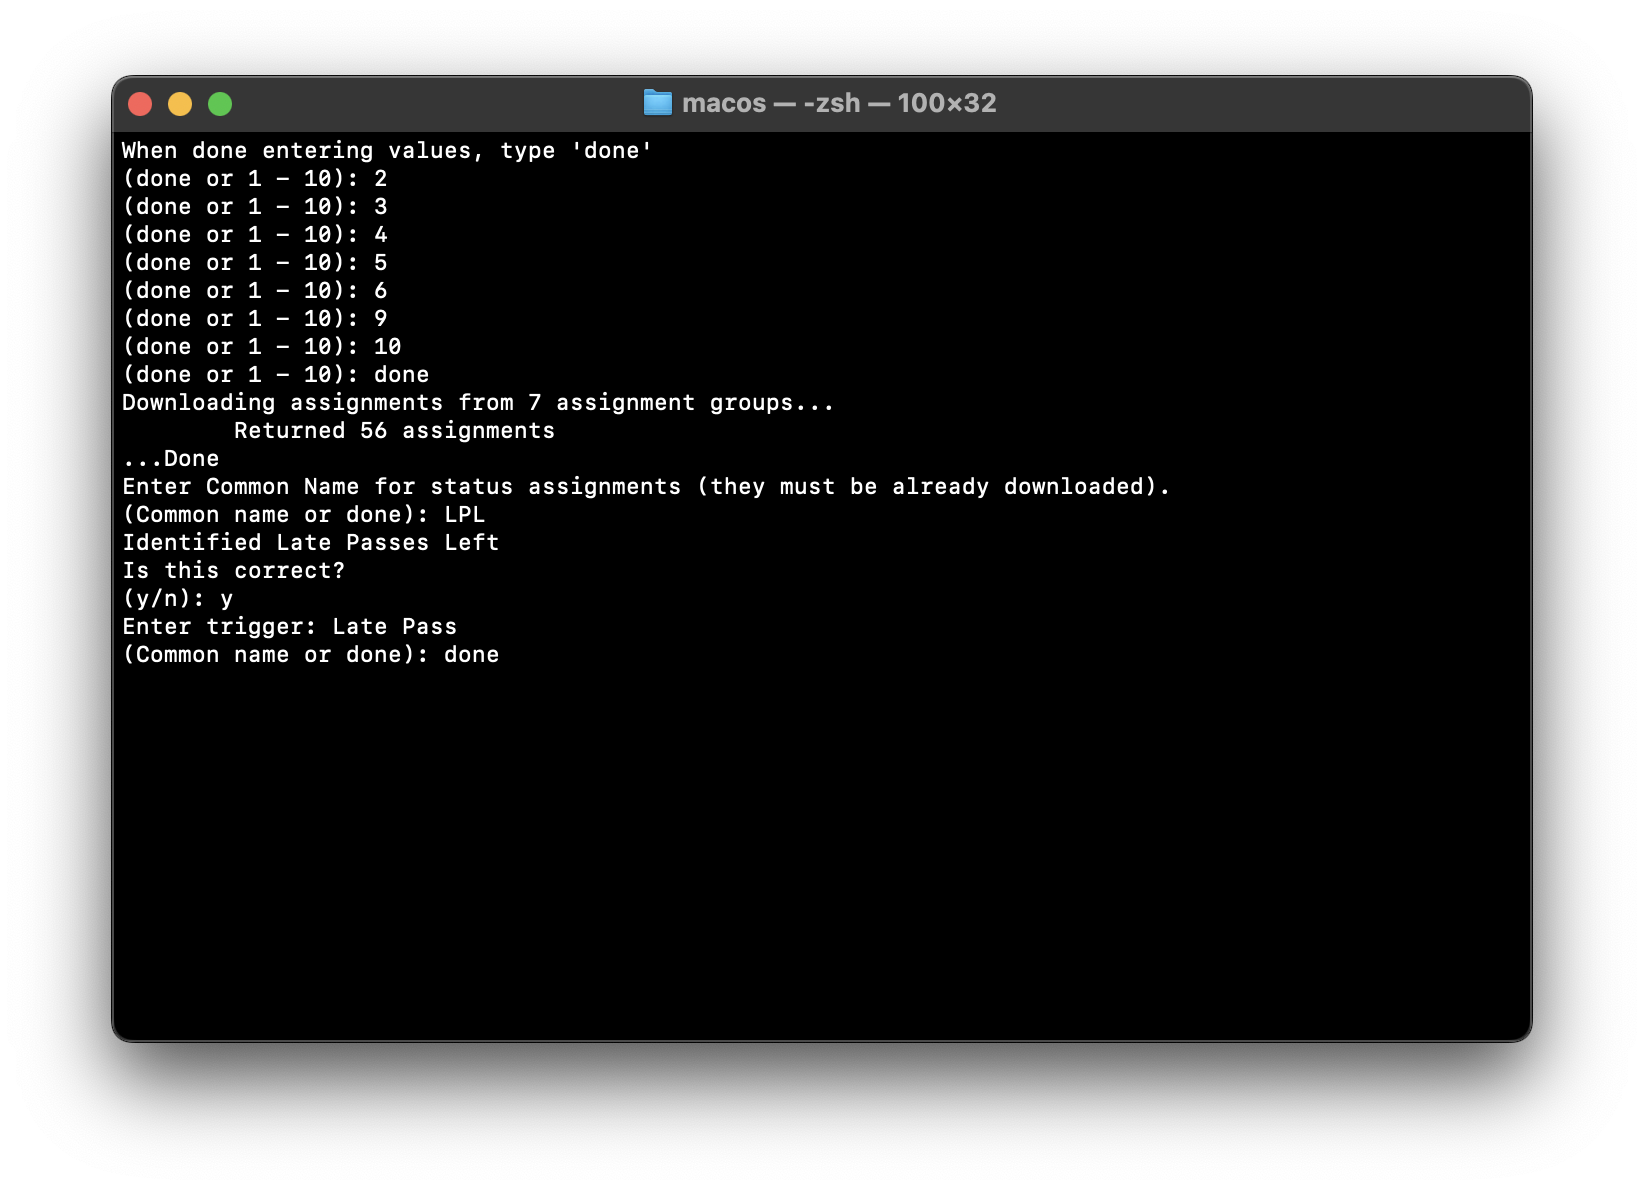 macos — -zsh — 100×32
When done entering values, type 'done'
(done or 1 - 10): 2
(done or 1 - 10): 3
(done or 1 - 10): 4
(done or 1 - 10): 5
(done or 1 - 10): 6
(done or 1 - 10): 9
(done or 1 - 10): 10
(done or 1 - 10): done
Downloading assignments from 7 assignment groups...
        Returned 56 assignments
...Done
Enter Common Name for status assignments (they must be already downloaded).
(Common name or done): LPL
Identified Late Passes Left
Is this correct?
(y/n): y
Enter trigger: Late Pass
(Common name or done): done